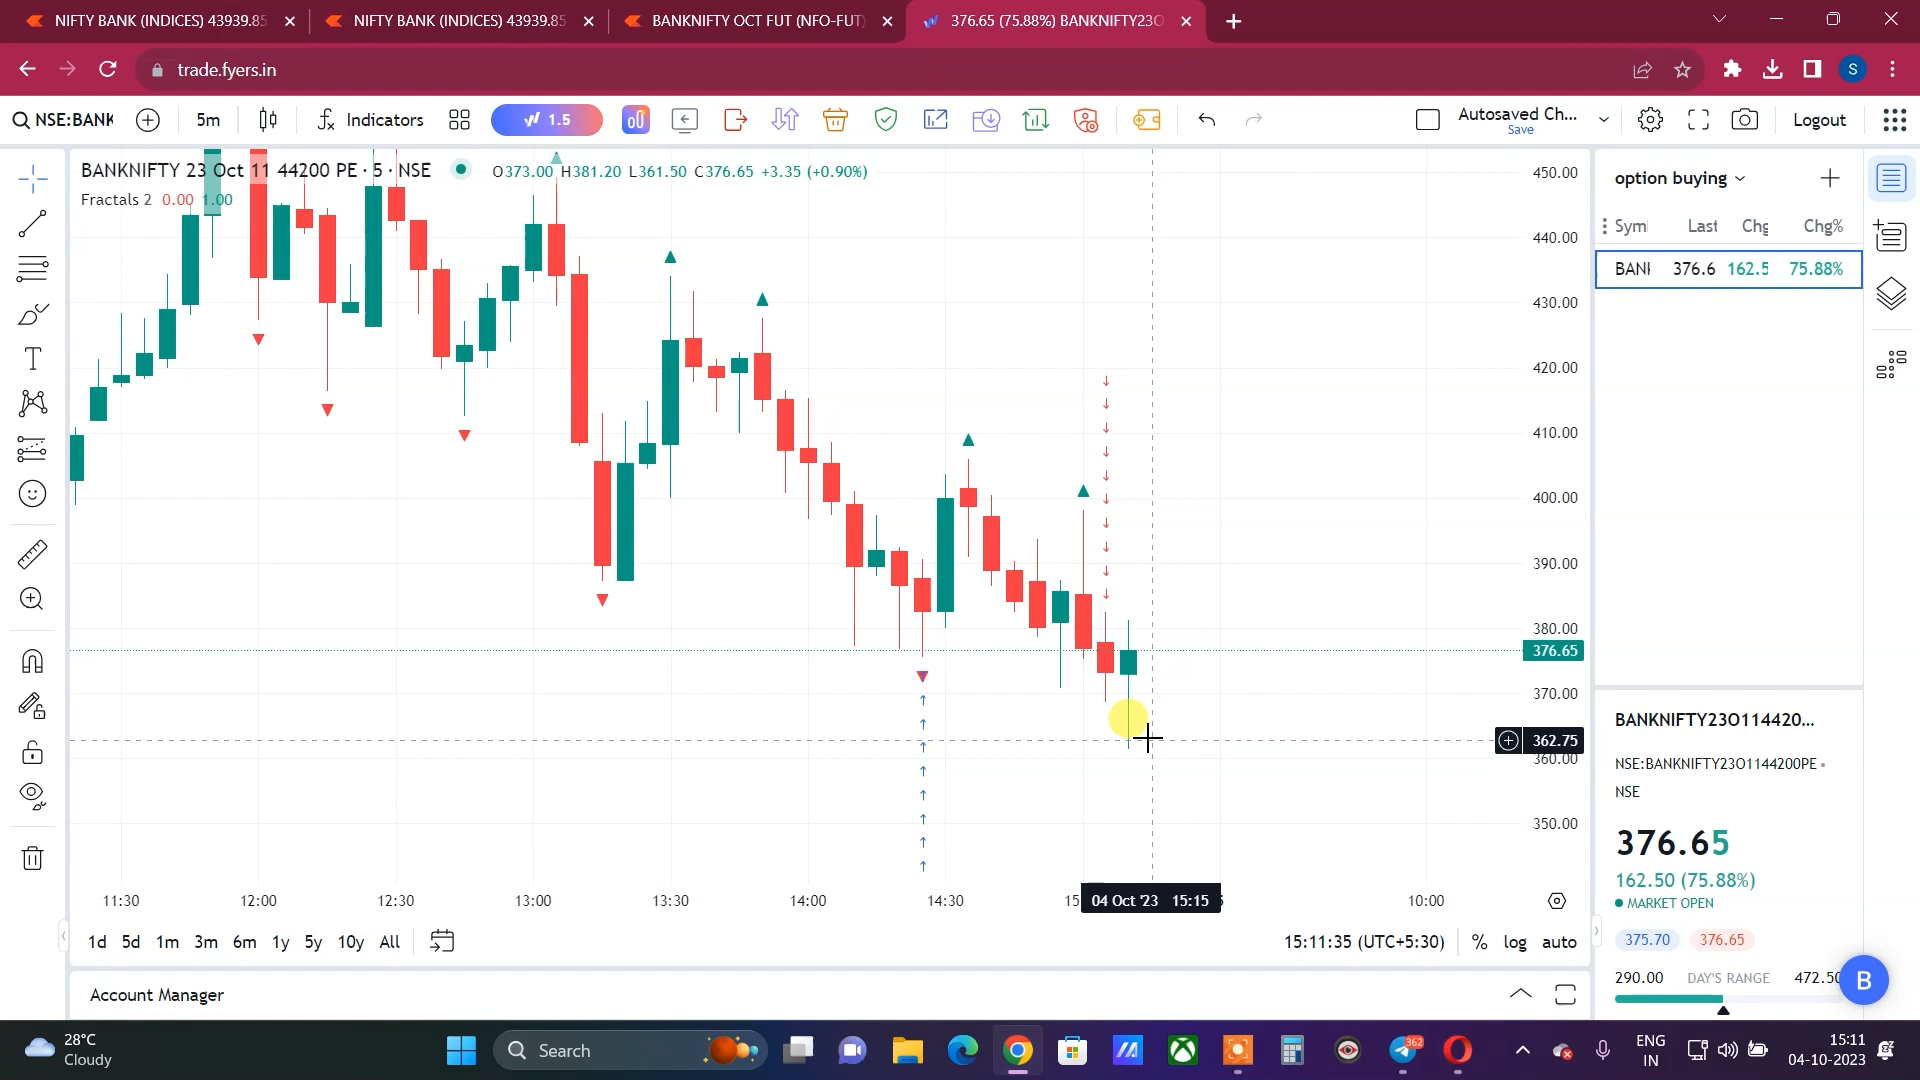 NIFTY BANK (INDICES) 43939.85
NIFTY BANK (INDICES) 43939.85
BANKNIFTY OCT FUT (NFO-FUT)
376.65 (75.88%) BANKNIFTY23O
trade.fyers.in
S
NSE:BANK
5m
Indicators
1.5
Autosaved Ch...
Save
Logout
BANKNIFTY 23 Oct 11 44200 PE · 5 · NSE
O373.00 H381.20 L361.50 C376.65 +3.35 (+0.90%)
Fractals 2 0.00 1.00
450.00
440.00
430.00
420.00
410.00
400.00
390.00
380.00
376.65
370.00
362.75
360.00
350.00
11:30
12:00
12:30
13:00
13:30
14:00
14:30
04 Oct '23 15:15
10:00
1d 5d 1m 3m 6m 1y 5y 10y All
15:11:35 (UTC+5:30)
% log auto
Account Manager
option buying
Last Chg%
376.6 162.5 75.88%
BANKNIFTY23O114420...
NSE:BANKNIFTY23O1144200PE •
NSE
376.65
162.50 (75.88%)
MARKET OPEN
375.70 376.65
290.00 DAY'S RANGE 472.50
B
28°C
Cloudy
Search
362
ENG
IN
15:11
04-10-2023